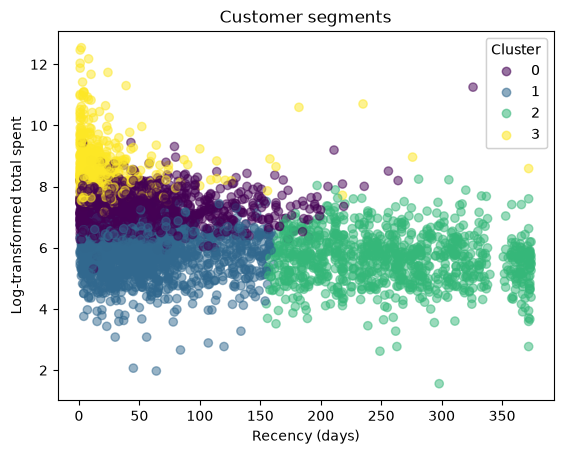 Customer segments
Log-transformed total spent
12
10
8
6
4
2
Cluster
0
1
2
3
0 50 100 150 200 250 300 350
Recency (days)